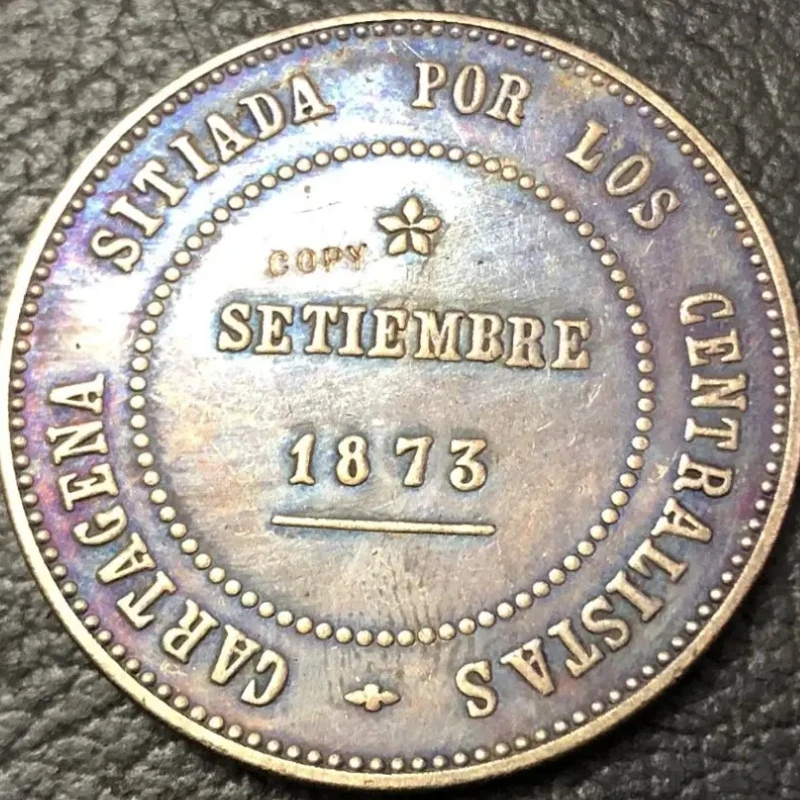 CARTAGENA SITIADA POR LOS CENTRALISTAS
COPY
SETIEMBRE
1873